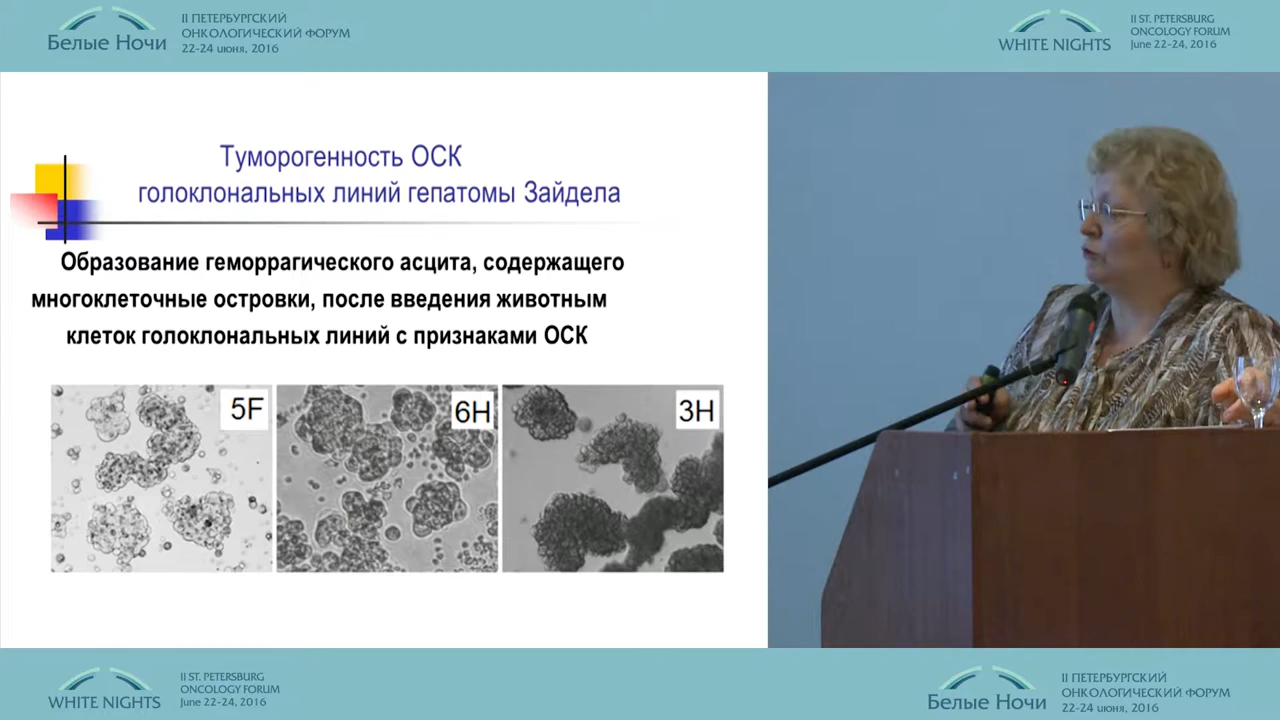 Белые Ночи
II ПЕТЕРБУРГСКИЙ
ОНКОЛОГИЧЕСКИЙ ФОРУМ
22-24 июня, 2016
WHITE NIGHTS
II ST. PETERSBURG
ONCOLOGY FORUM
June 22-24, 2016
Туморогенность ОСК
голоклональных линий гепатомы Зайдела
Образование геморрагического асцита, содержащего
многоклеточные островки, после введения животным
клеток голоклональных линий с признаками ОСК
5F
6H
3H
WHITE NIGHTS
II ST. PETERSBURG
ONCOLOGY FORUM
June 22-24, 2016
Белые Ночи
II ПЕТЕРБУРГСКИЙ
ОНКОЛОГИЧЕСКИЙ ФОРУМ
22-24 июня, 2016